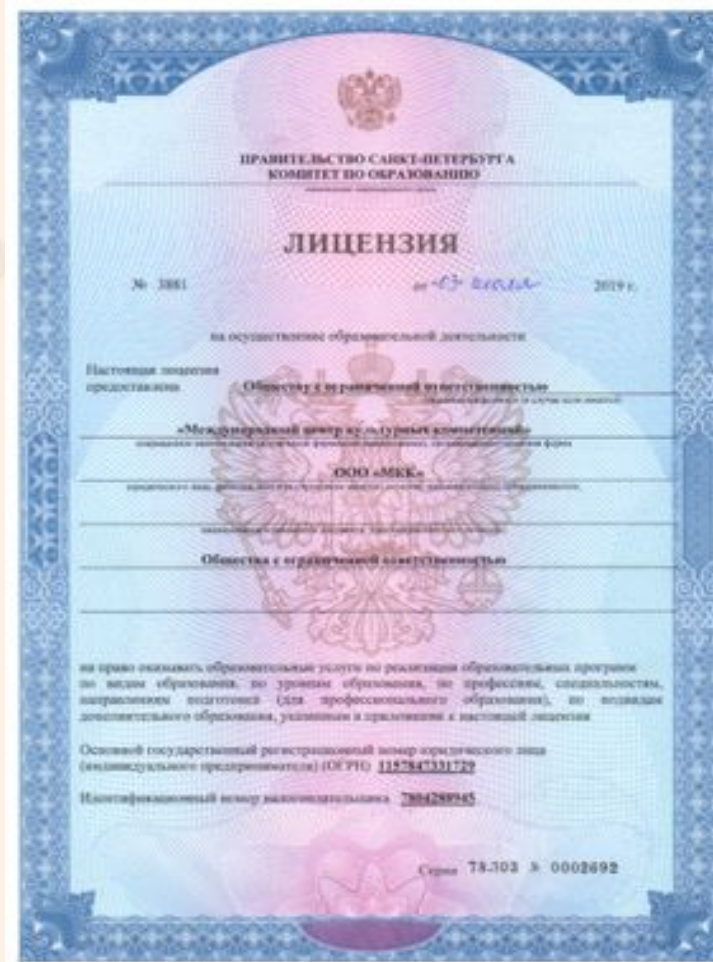 ПРАВИТЕЛЬСТВО САНКТ-ПЕТЕРБУРГА
КОМИТЕТ ПО ОБРАЗОВАНИЮ
ЛИЦЕНЗИЯ
№ 3881 от 03 июля 2019 г.
на осуществление образовательной деятельности
Настоящая лицензия
предоставлена Обществу с ограниченной ответственностью
«Международный центр культурных компетенций»
ООО «МКК»
Общества с ограниченной ответственностью
на право оказывать образовательные услуги по реализации образовательных программ
по видам образования, по уровням образования, по профессиям, специальностям,
направлениям подготовки (для профессионального образования), по подвидам
дополнительного образования, указанным в приложении к настоящей лицензии
Основной государственный регистрационный номер юридического лица
(индивидуального предпринимателя) (ОГРН) 1157847331729
Идентификационный номер налогоплательщика 7804289945
Серия 78Л03 № 0002692